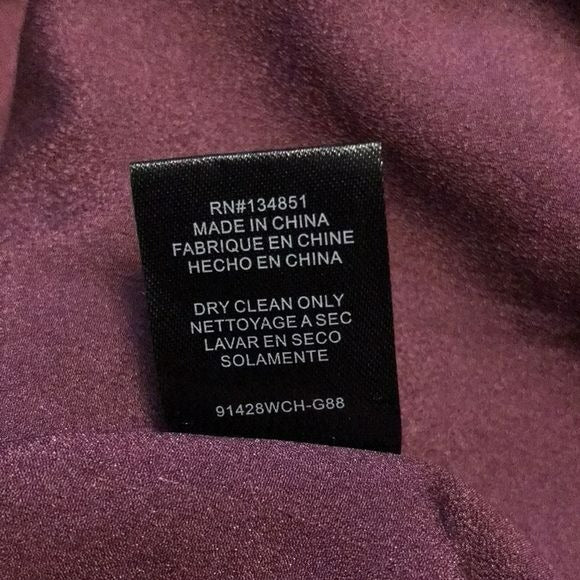 RN#134851
MADE IN CHINA
FABRIQUE EN CHINE
HECHO EN CHINA
DRY CLEAN ONLY
NETTOYAGE A SEC
LAVAR EN SECO
SOLAMENTE
91428WCH-G88